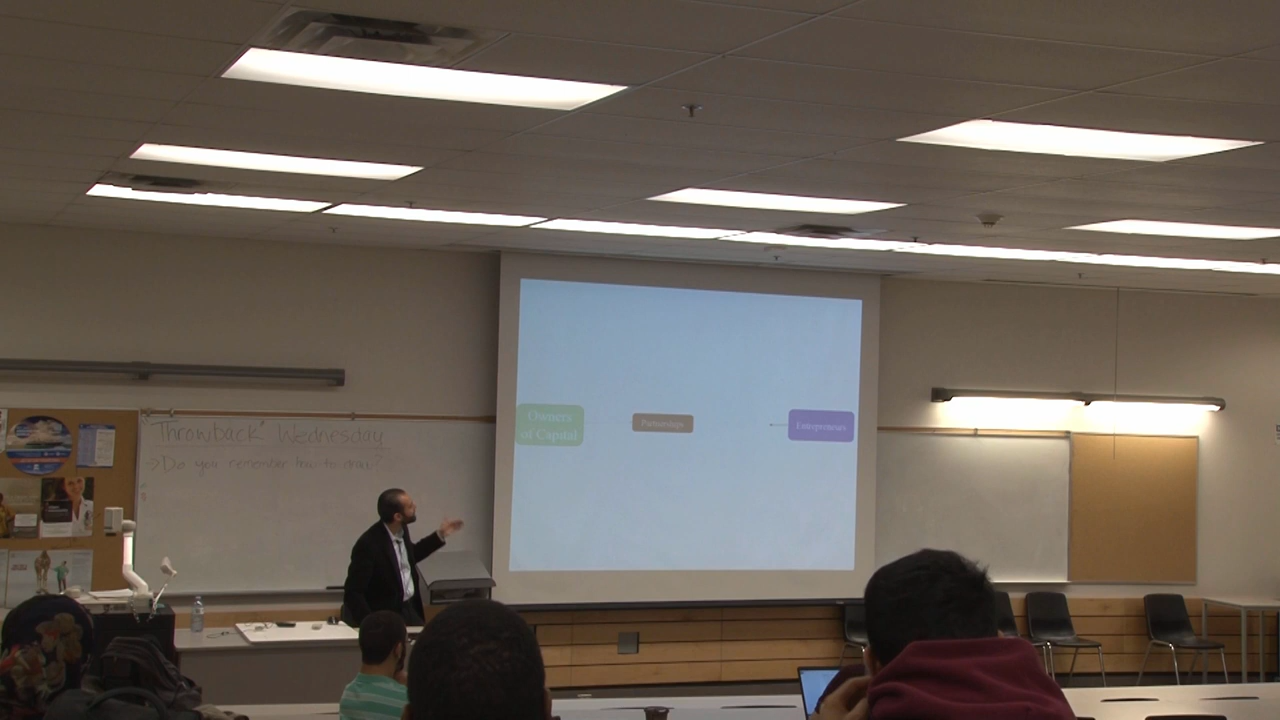 "Throwback" Wednesday
→ Do you remember how to draw?
Owners
of Capital
Partnerships
Entrepreneurs